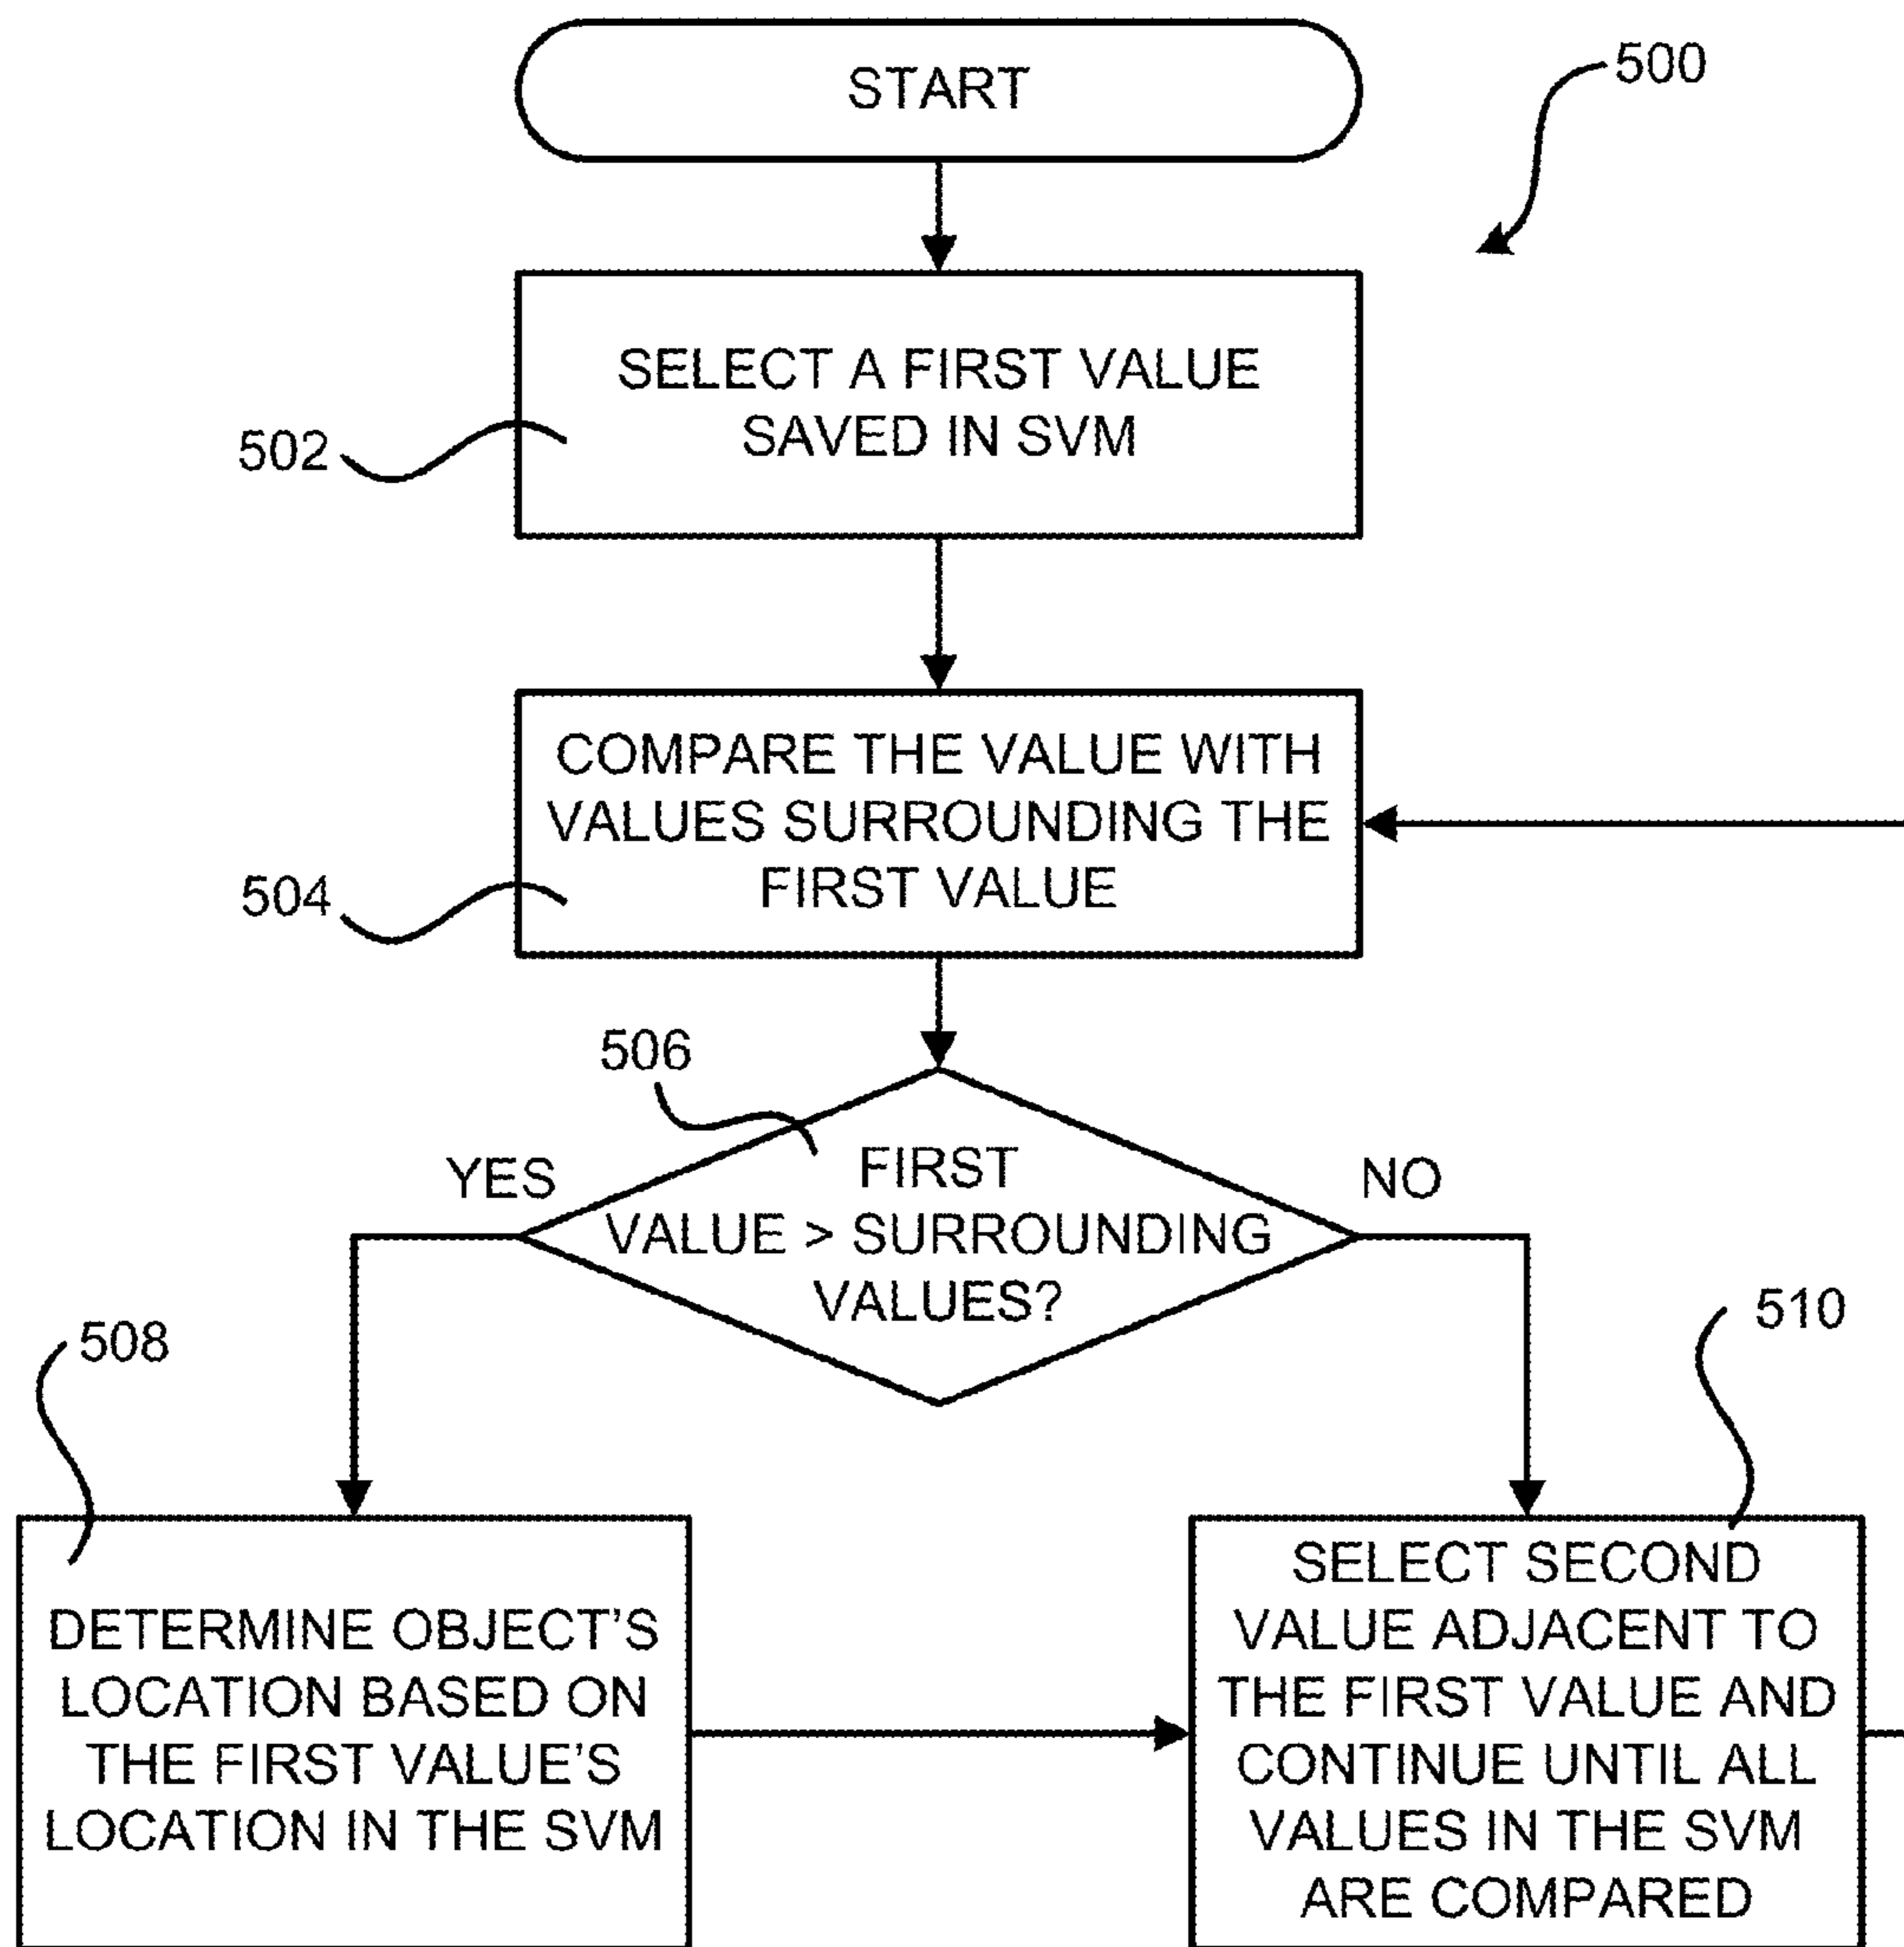 START
500
SELECT A FIRST VALUE
SAVED IN SVM
502
COMPARE THE VALUE WITH
VALUES SURROUNDING THE
FIRST VALUE
504
506
YES
FIRST
VALUE > SURROUNDING
VALUES?
NO
508
510
DETERMINE OBJECT’S
LOCATION BASED ON
THE FIRST VALUE’S
LOCATION IN THE SVM
SELECT SECOND
VALUE ADJACENT TO
THE FIRST VALUE AND
CONTINUE UNTIL ALL
VALUES IN THE SVM
ARE COMPARED